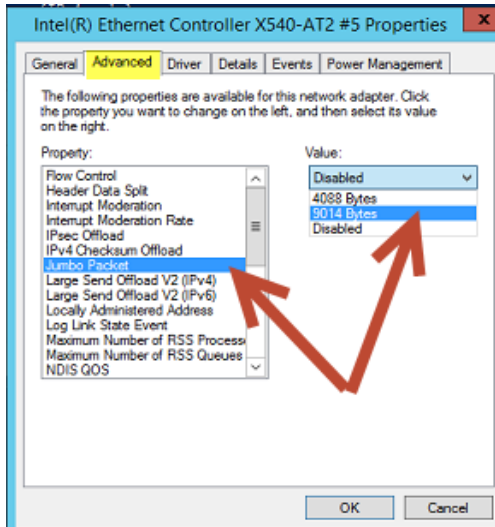 Intel(R) Ethernet Controller X540-AT2 #5 Properties
x
General Advanced Driver Details Events Power Management
The following properties are available for this network adapter. Click
the property you want to change on the left, and then select its value
on the right.
Property:
Value:
Flow Control
Header Data Split
Interrupt Moderation
Interrupt Moderation Rate
IPsec Offload
IPv4 Checksum Offload
Jumbo Packet
Large Send Offload V2 (IPv4)
Large Send Offload V2 (IPv6)
Locally Administered Address
Log Link State Event
Maximum Number of RSS Process
Maximum Number of RSS Queues
NDIS QOS
Disabled
4088 Bytes
9014 Bytes
Disabled
OK Cancel